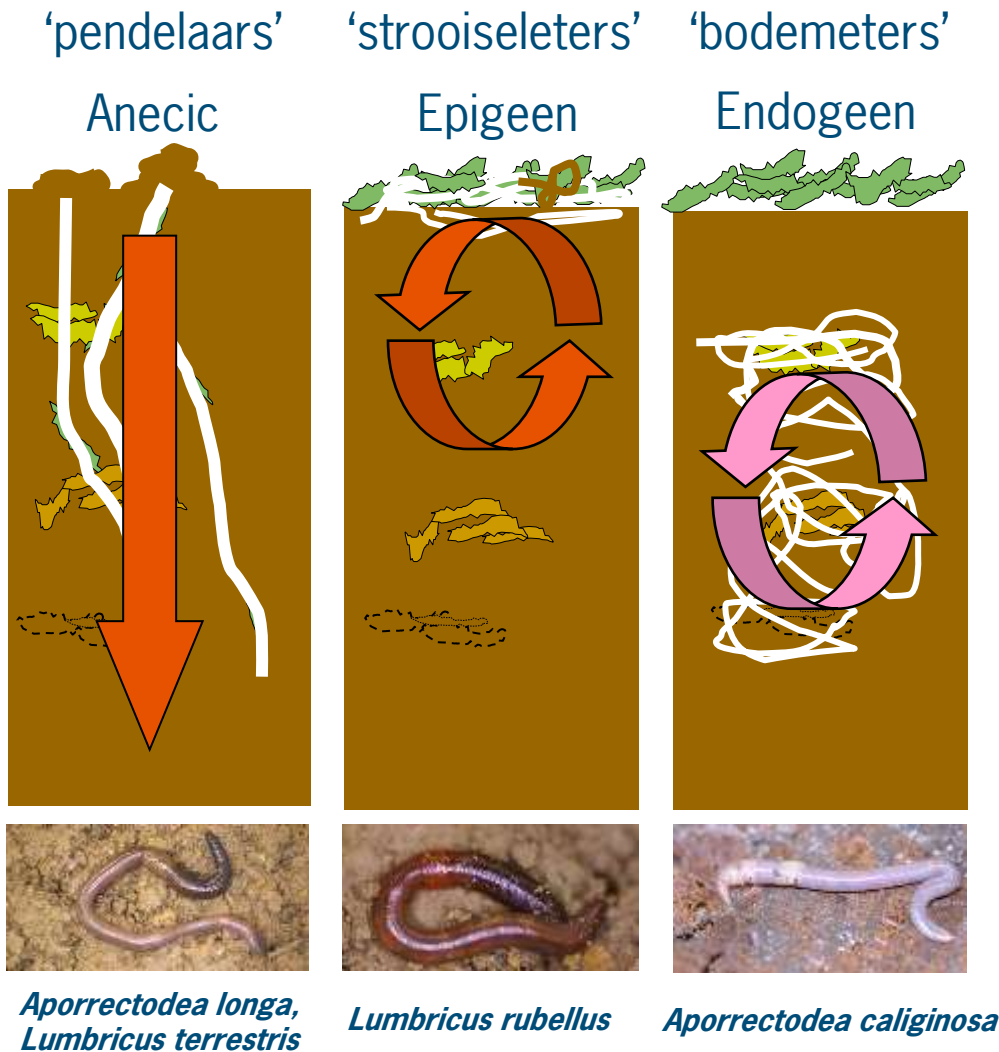 ‘pendelaars’
Anecic
‘strooiseleters’
Epigeen
‘bodemeters’
Endogeen
Aporrectodea longa,
Lumbricus terrestris
Lumbricus rubellus
Aporrectodea caliginosa